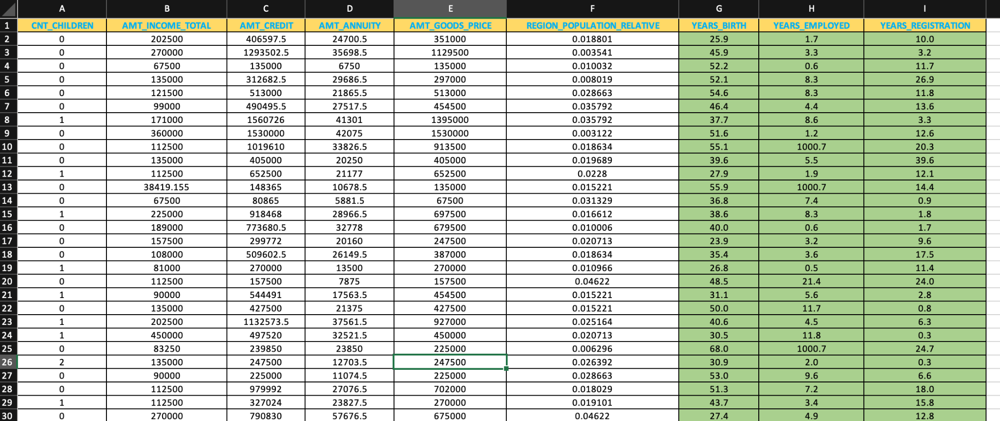 A B C D E F G H I
1 CNT_CHILDREN AMT_INCOME_TOTAL AMT_CREDIT AMT_ANNUITY AMT_GOODS_PRICE REGION_POPULATION_RELATIVE YEARS_BIRTH YEARS_EMPLOYED YEARS_REGISTRATION
2 0 202500 406597.5 24700.5 351000 0.018801 25.9 1.7 10.0
3 0 270000 1293502.5 35698.5 1129500 0.003541 45.9 3.3 3.2
4 0 67500 135000 6750 135000 0.010032 52.2 0.6 11.7
5 0 135000 312682.5 29686.5 297000 0.008019 52.1 8.3 26.9
6 0 121500 513000 21865.5 513000 0.028663 54.6 8.3 11.8
7 0 99000 490495.5 27517.5 454500 0.035792 46.4 4.4 13.6
8 1 171000 1560726 41301 1395000 0.035792 37.7 8.6 3.3
9 0 360000 1530000 42075 1530000 0.003122 51.6 1.2 12.6
10 0 112500 1019610 33826.5 913500 0.018634 55.1 1000.7 20.3
11 0 135000 405000 20250 405000 0.019689 39.6 5.5 39.6
12 1 112500 652500 21177 652500 0.0228 27.9 1.9 12.1
13 0 38419.155 148365 10678.5 135000 0.015221 55.9 1000.7 14.4
14 0 67500 80865 5881.5 67500 0.031329 36.8 7.4 0.9
15 1 225000 918468 28966.5 697500 0.016612 38.6 8.3 1.8
16 0 189000 773680.5 32778 679500 0.010006 40.0 0.6 1.7
17 0 157500 299772 20160 247500 0.020713 23.9 3.2 9.6
18 0 108000 509602.5 26149.5 387000 0.018634 35.4 3.6 17.5
19 1 81000 270000 13500 270000 0.010966 26.8 0.5 11.4
20 0 112500 157500 7875 157500 0.04622 48.5 21.4 24.0
21 1 90000 544491 17563.5 454500 0.015221 31.1 5.6 2.8
22 0 135000 427500 21375 427500 0.015221 50.0 11.7 0.8
23 1 202500 1132573.5 37561.5 927000 0.025164 40.6 4.5 6.3
24 1 450000 497520 32521.5 450000 0.020713 30.5 11.8 0.3
25 0 83250 239850 23850 225000 0.006296 68.0 1000.7 24.7
26 2 135000 247500 12703.5 247500 0.026392 30.9 2.0 0.3
27 0 90000 225000 11074.5 225000 0.028663 53.0 9.6 6.6
28 0 112500 979992 27076.5 702000 0.018029 51.3 7.2 18.0
29 1 112500 327024 23827.5 270000 0.019101 43.7 3.4 15.8
30 0 270000 790830 57676.5 675000 0.04622 27.4 4.9 12.8